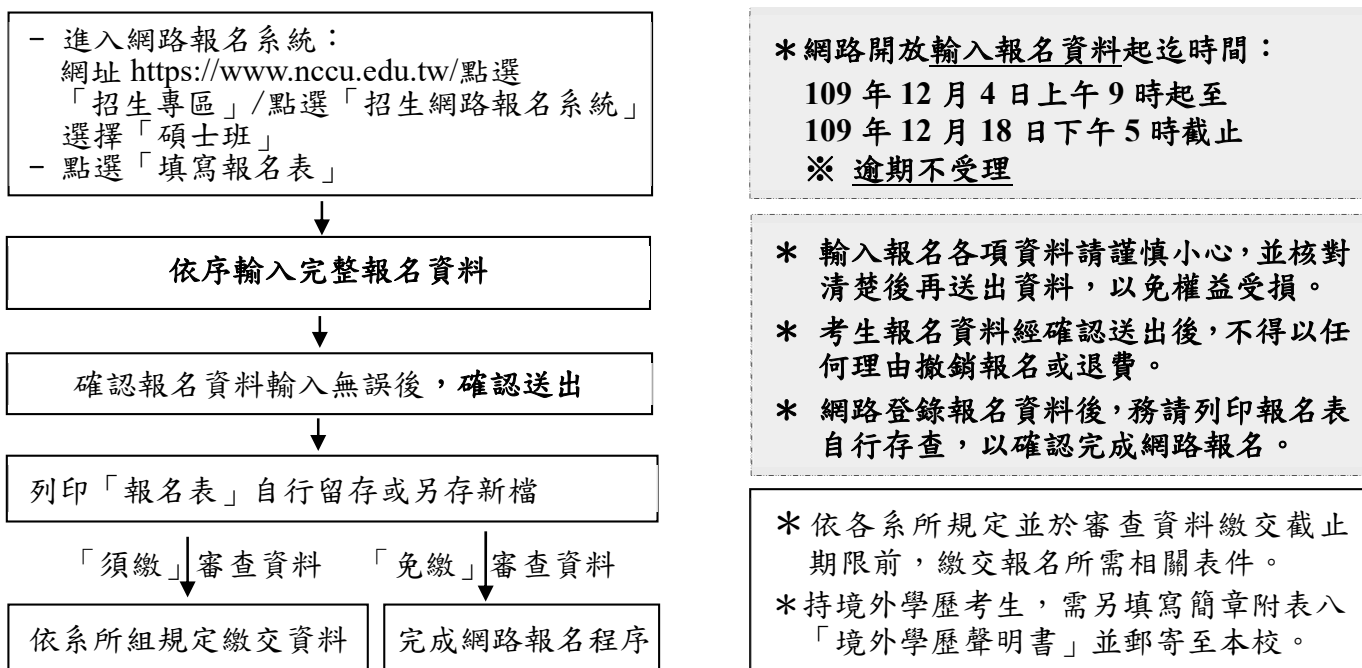 - 進入網路報名系統：
網址 https://www.nccu.edu.tw/點選
「招生專區」/點選「招生網路報名系統」
選擇「碩士班」
- 點選「填寫報名表」
依序輸入完整報名資料
確認報名資料輸入無誤後，確認送出
列印「報名表」自行留存或另存新檔
「須繳」審查資料
「免繳」審查資料
依系所組規定繳交資料
完成網路報名程序
＊網路開放輸入報名資料起迄時間：
109 年 12 月 4 日上午 9 時起至
109 年 12 月 18 日下午 5 時截止
※ 逾期不受理
＊ 輸入報名各項資料請謹慎小心，並核對
清楚後再送出資料，以免權益受損。
＊ 考生報名資料經確認送出後，不得以任
何理由撤銷報名或退費。
＊ 網路登錄報名資料後，務請列印報名表
自行存查，以確認完成網路報名。
＊依各系所規定並於審查資料繳交截止
期限前，繳交報名所需相關表件。
＊持境外學歷考生，需另填寫簡章附表八
「境外學歷聲明書」並郵寄至本校。